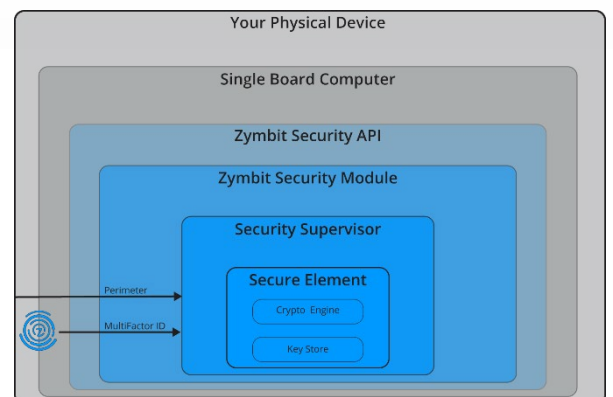 Your Physical Device
Single Board Computer
Zymbit Security API
Zymbit Security Module
Security Supervisor
Secure Element
Perimeter
Crypto Engine
MultiFactor ID
Key Store